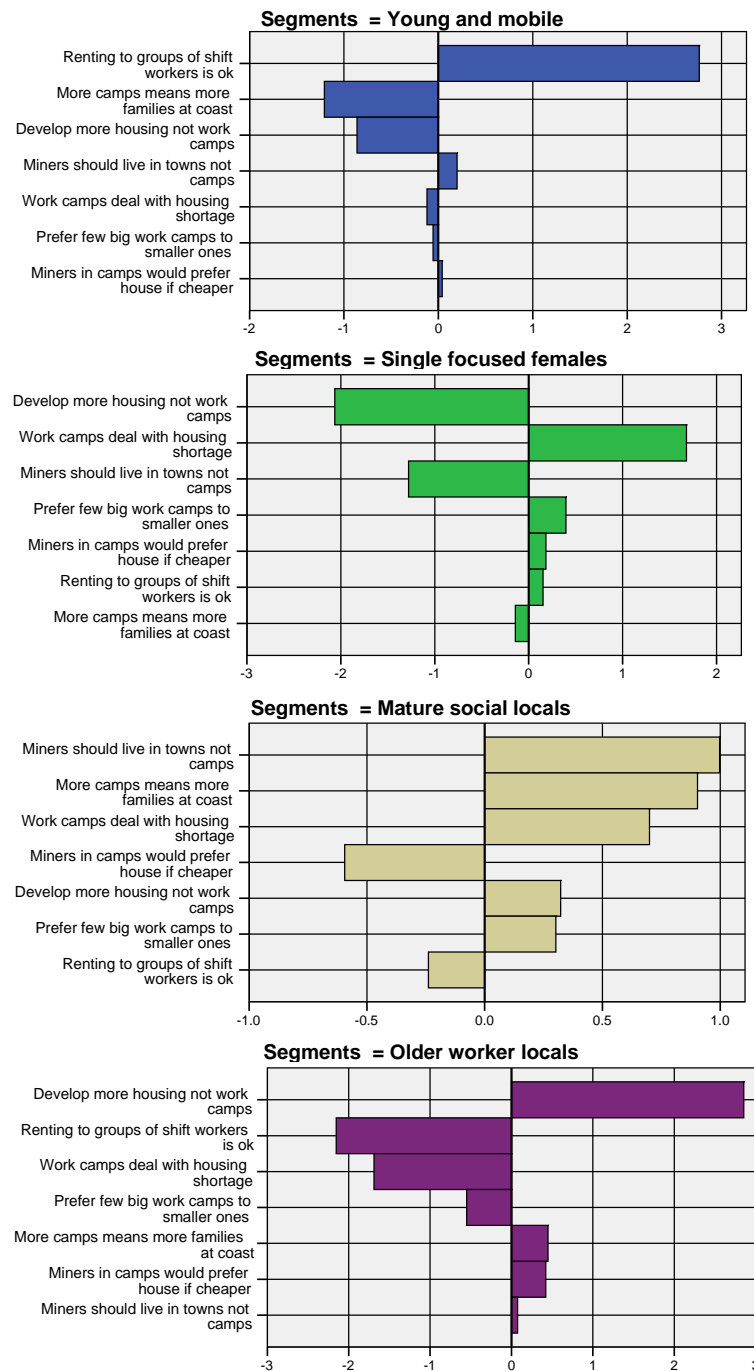 Segments = Young and mobile
Renting to groups of shift
workers is ok
More camps means more
families at coast
Develop more housing not work
camps
Miners should live in towns not
camps
Work camps deal with housing
shortage
Prefer few big work camps to
smaller ones
Miners in camps would prefer
house if cheaper
-2 -1 0 1 2 3
Segments = Single focused females
Develop more housing not work
camps
Work camps deal with housing
shortage
Miners should live in towns not
camps
Prefer few big work camps to
smaller ones
Miners in camps would prefer
house if cheaper
Renting to groups of shift
workers is ok
More camps means more
families at coast
-3 -2 -1 0 1 2
Segments = Mature social locals
Miners should live in towns not
camps
More camps means more
families at coast
Work camps deal with housing
shortage
Miners in camps would prefer
house if cheaper
Develop more housing not work
camps
Prefer few big work camps to
smaller ones
Renting to groups of shift
workers is ok
-1.0 -0.5 0.0 0.5 1.0
Segments = Older worker locals
Develop more housing not work
camps
Renting to groups of shift workers
is ok
Work camps deal with housing
shortage
Prefer few big work camps to
smaller ones
More camps means more families
at coast
Miners in camps would prefer
house if cheaper
Miners should live in towns not
camps
-3 -2 -1 0 1 2 3